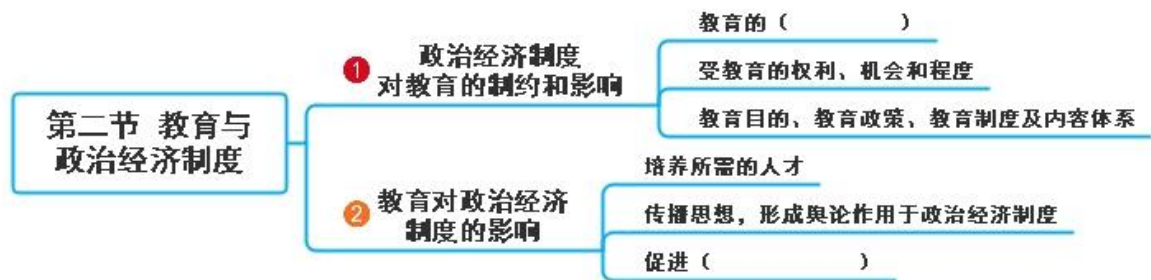 第二节 教育与
政治经济制度
1
政治经济制度
对教育的制约和影响
教育的（　　　　）
受教育的权利、机会和程度
教育目的、教育政策、教育制度及内容体系
2
教育对政治经济
制度的影响
培养所需的人才
传播思想，形成舆论作用于政治经济制度
促进（　　　　）